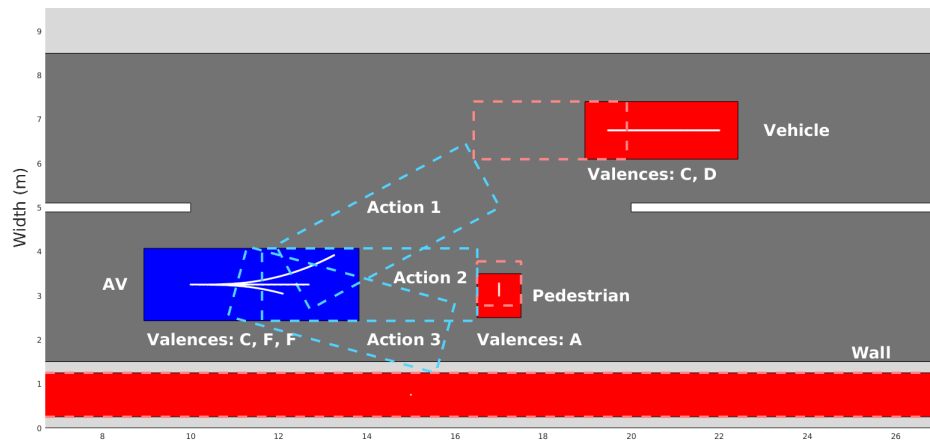 9
8
7
6
5
4
3
2
1
0
Width (m)
Vehicle
Valences: C, D
Action 1
AV
Action 2
Pedestrian
Valences: C, F, F
Action 3
Valences: A
Wall
8 10 12 14 16 18 20 22 24 26